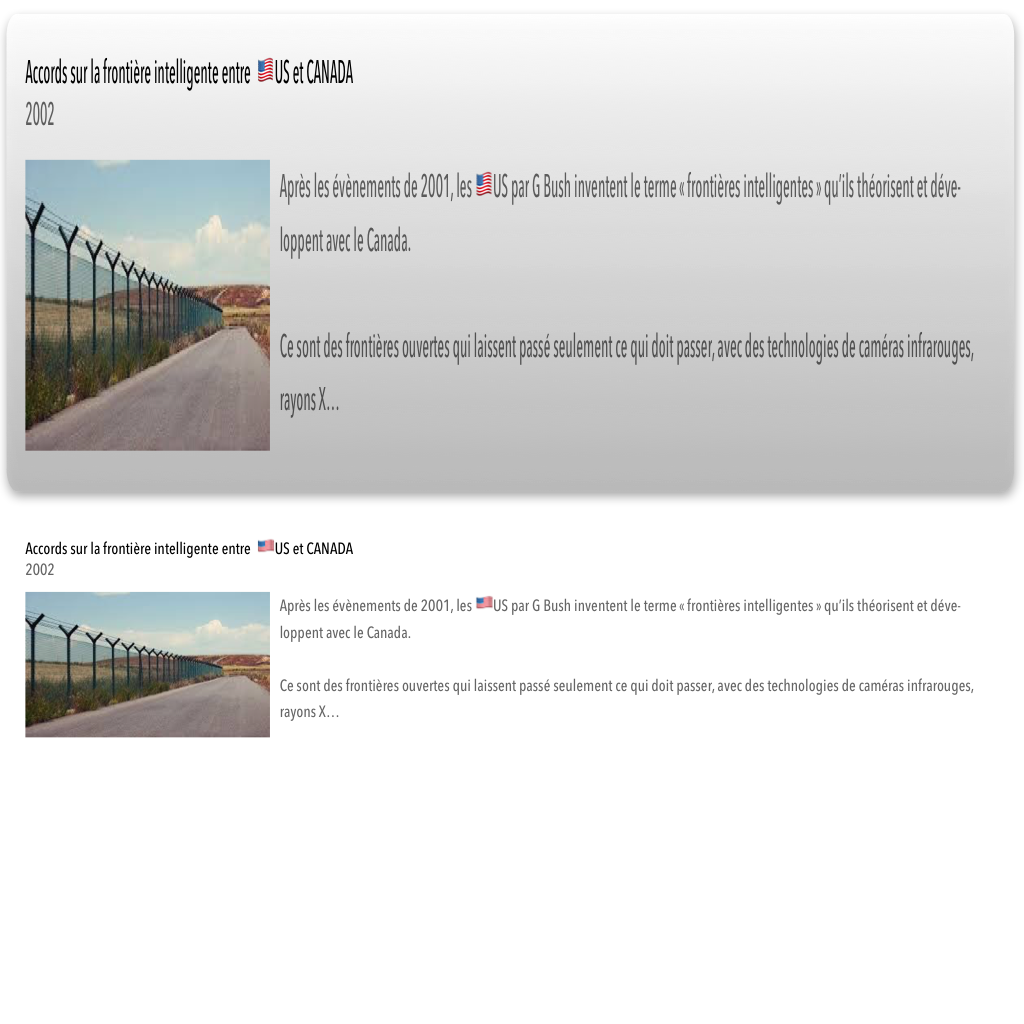 Accords sur la frontière intelligente entre 🇺🇸US et CANADA
2002
Après les évènements de 2001, les 🇺🇸US par G Bush inventent le terme « frontières intelligentes » qu’ils théorisent et déve-
loppent avec le Canada.
Ce sont des frontières ouvertes qui laissent passé seulement ce qui doit passer, avec des technologies de caméras infrarouges,
rayons X…
Accords sur la frontière intelligente entre 🇺🇸US et CANADA
2002
Après les évènements de 2001, les 🇺🇸US par G Bush inventent le terme « frontières intelligentes » qu’ils théorisent et déve-
loppent avec le Canada.
Ce sont des frontières ouvertes qui laissent passé seulement ce qui doit passer, avec des technologies de caméras infrarouges,
rayons X…